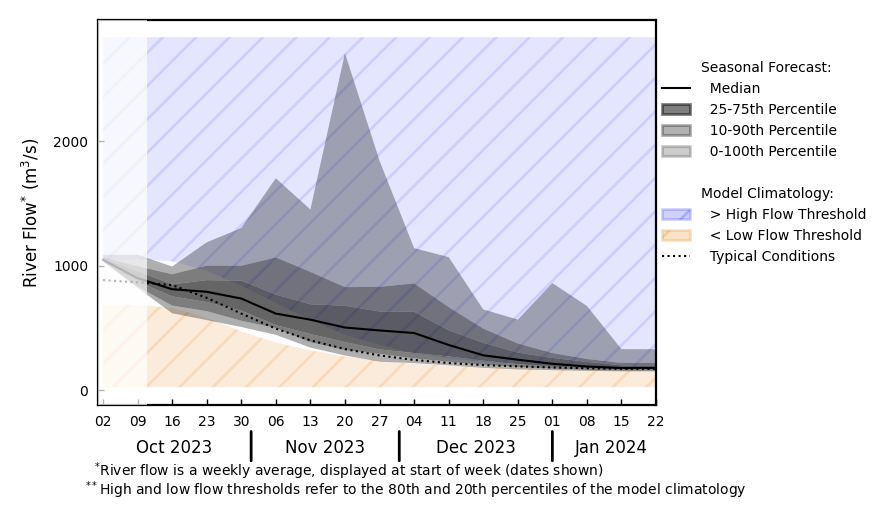 River Flow* (m³/s)
2000
1000
0
02 09 16 23 30 06 13 20 27 04 11 18 25 01 08 15 22
Oct 2023 Nov 2023 Dec 2023 Jan 2024
*River flow is a weekly average, displayed at start of week (dates shown)
**High and low flow thresholds refer to the 80th and 20th percentiles of the model climatology
Seasonal Forecast:
Median
25-75th Percentile
10-90th Percentile
0-100th Percentile
Model Climatology:
> High Flow Threshold
< Low Flow Threshold
Typical Conditions